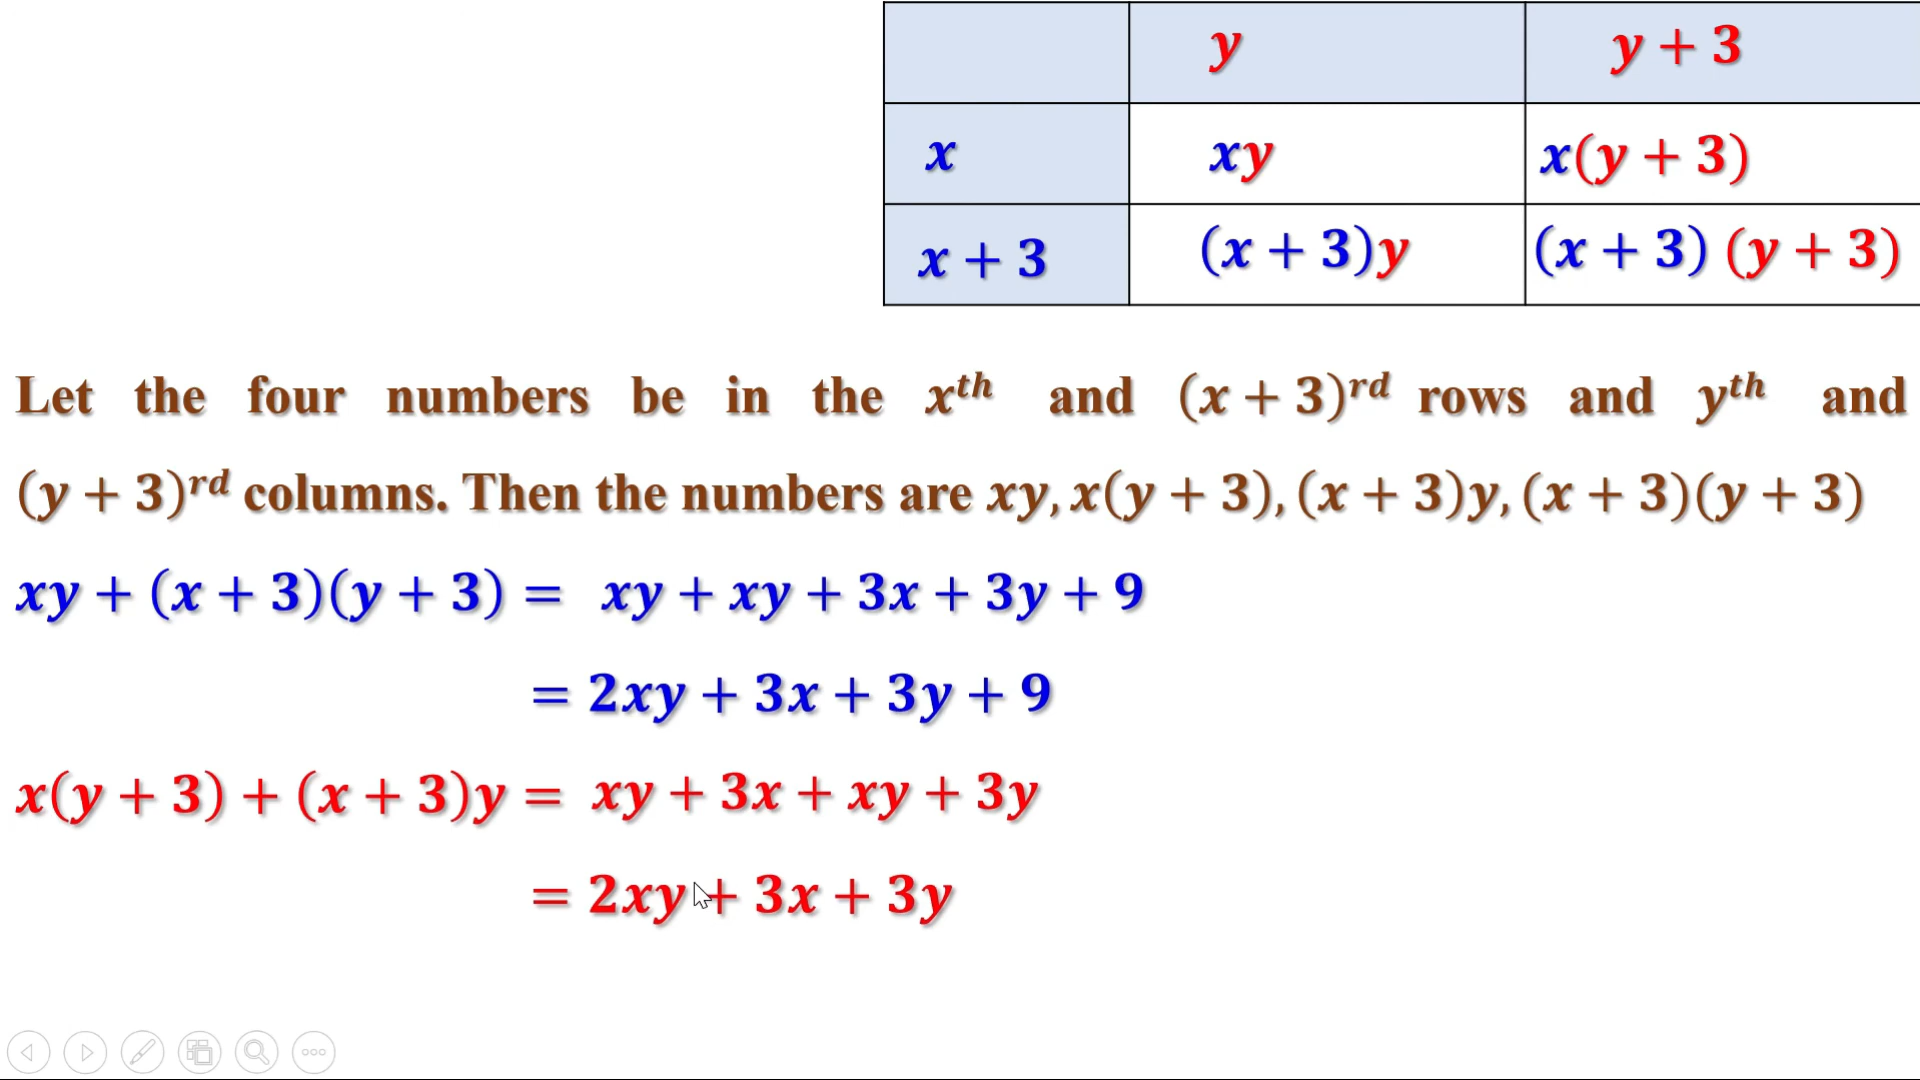 y y + 3
x xy x(y + 3)
x + 3 (x + 3)y (x + 3) (y + 3)
Let the four numbers be in the xᵗʰ and (x + 3)ʳᵈ rows and yᵗʰ and
(y + 3)ʳᵈ columns. Then the numbers are xy, x(y + 3), (x + 3)y, (x + 3)(y + 3)
xy + (x + 3)(y + 3) = xy + xy + 3x + 3y + 9
= 2xy + 3x + 3y + 9
x(y + 3) + (x + 3)y = xy + 3x + xy + 3y
= 2xy + 3x + 3y